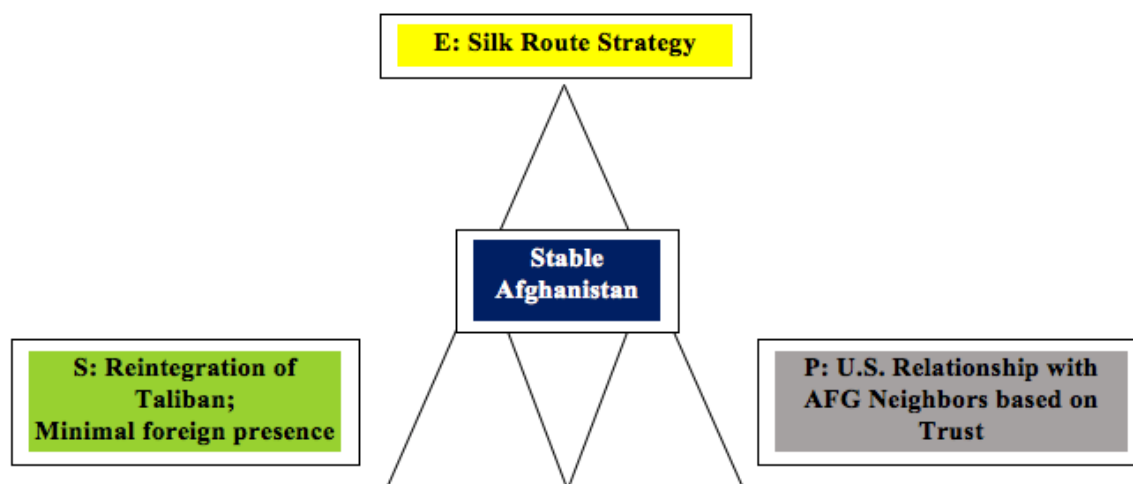 E: Silk Route Strategy
Stable
Afghanistan
S: Reintegration of
Taliban;
Minimal foreign presence
P: U.S. Relationship with
AFG Neighbors based on
Trust